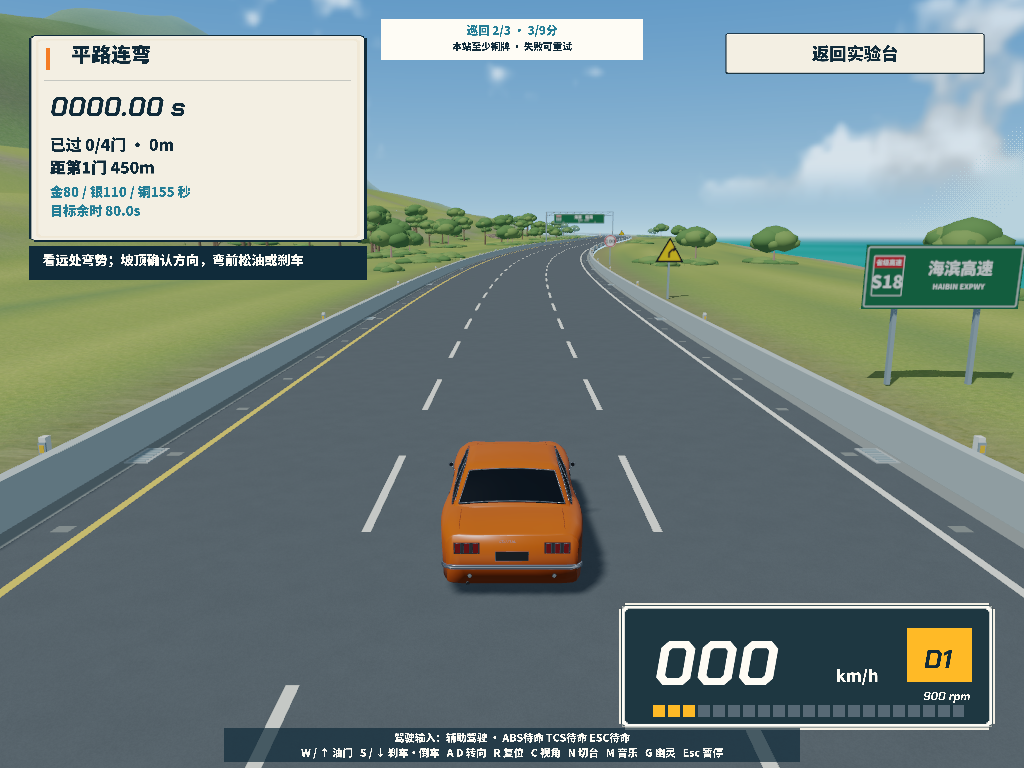 平路连弯
0000.00 s
已过 0/4门 · 0m
距第1门 450m
金80 / 银110 / 铜155 秒
目标余时 80.0s
看远处弯势；坡顶确认方向，弯前松油或刹车
巡回 2/3 · 3/9分
本站至少铜牌 · 失败可重试
返回实验台
省级高速
S18
海滨高速
HAIBIN EXPWY
000 km/h
D1
900 rpm
驾驶输入：辅助驾驶 · ABS待命 TCS待命 ESC待命
W / ↑ 油门 S / ↓ 刹车·倒车 A D 转向 R 复位 C 视角 N 切台 M 音乐 G 幽灵 Esc 暂停